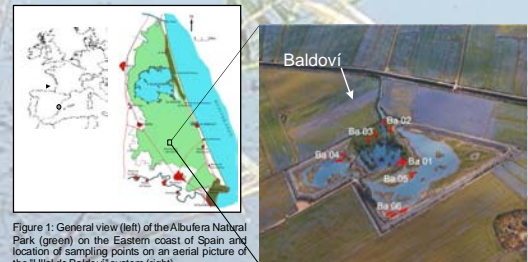 Baldoví
Ba 02
Ba 03
Ba 04
Ba 01
Ba 05
Ba 06
Figure 1: General view (left) of the Albufera Natural
Park (green) on the Eastern coast of Spain and
location of sampling points on an aerial picture of